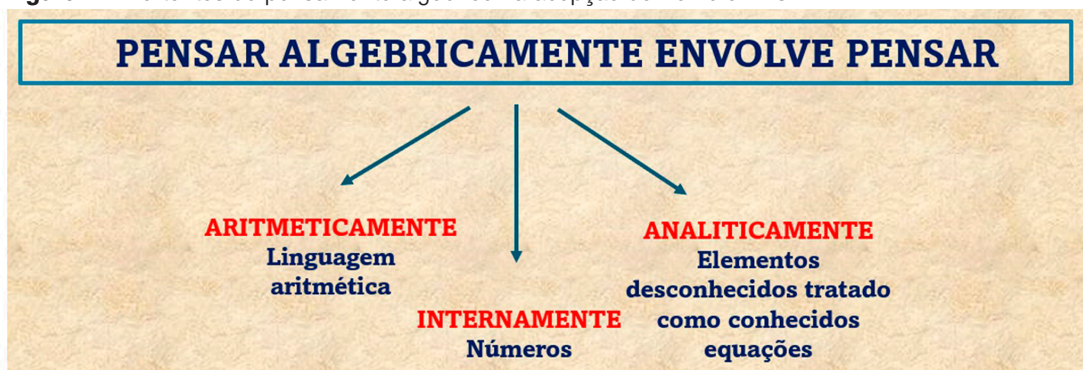 PENSAR ALGEBRICAMENTE ENVOLVE PENSAR
ARITMETICAMENTE
Linguagem
aritmética
INTERNAMENTE
Números
ANALITICAMENTE
Elementos
desconhecidos tratado
como conhecidos
equações